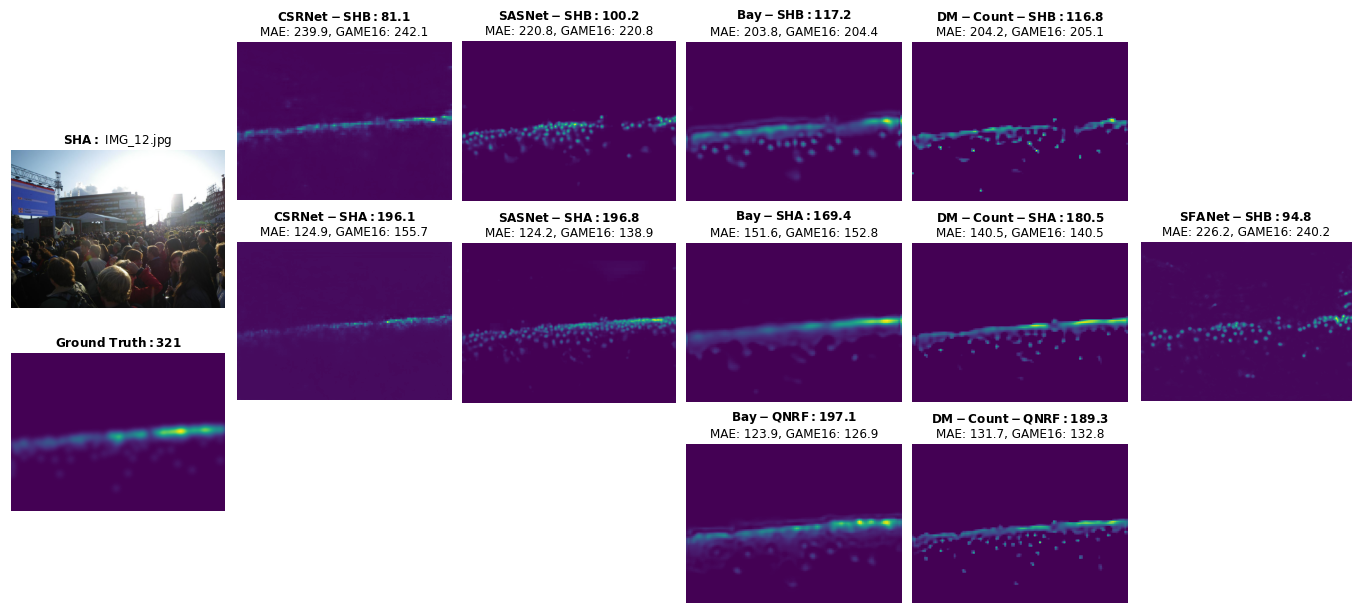 CSRNet − SHB : 81.1
MAE: 239.9, GAME16: 242.1
SASNet − SHB : 100.2
MAE: 220.8, GAME16: 220.8
Bay − SHB : 117.2
MAE: 203.8, GAME16: 204.4
DM − Count − SHB : 116.8
MAE: 204.2, GAME16: 205.1
SHA : IMG_12.jpg
CSRNet − SHA : 196.1
MAE: 124.9, GAME16: 155.7
SASNet − SHA : 196.8
MAE: 124.2, GAME16: 138.9
Bay − SHA : 169.4
MAE: 151.6, GAME16: 152.8
DM − Count − SHA : 180.5
MAE: 140.5, GAME16: 140.5
SFANet − SHB : 94.8
MAE: 226.2, GAME16: 240.2
Ground Truth : 321
Bay − QNRF : 197.1
MAE: 123.9, GAME16: 126.9
DM − Count − QNRF : 189.3
MAE: 131.7, GAME16: 132.8